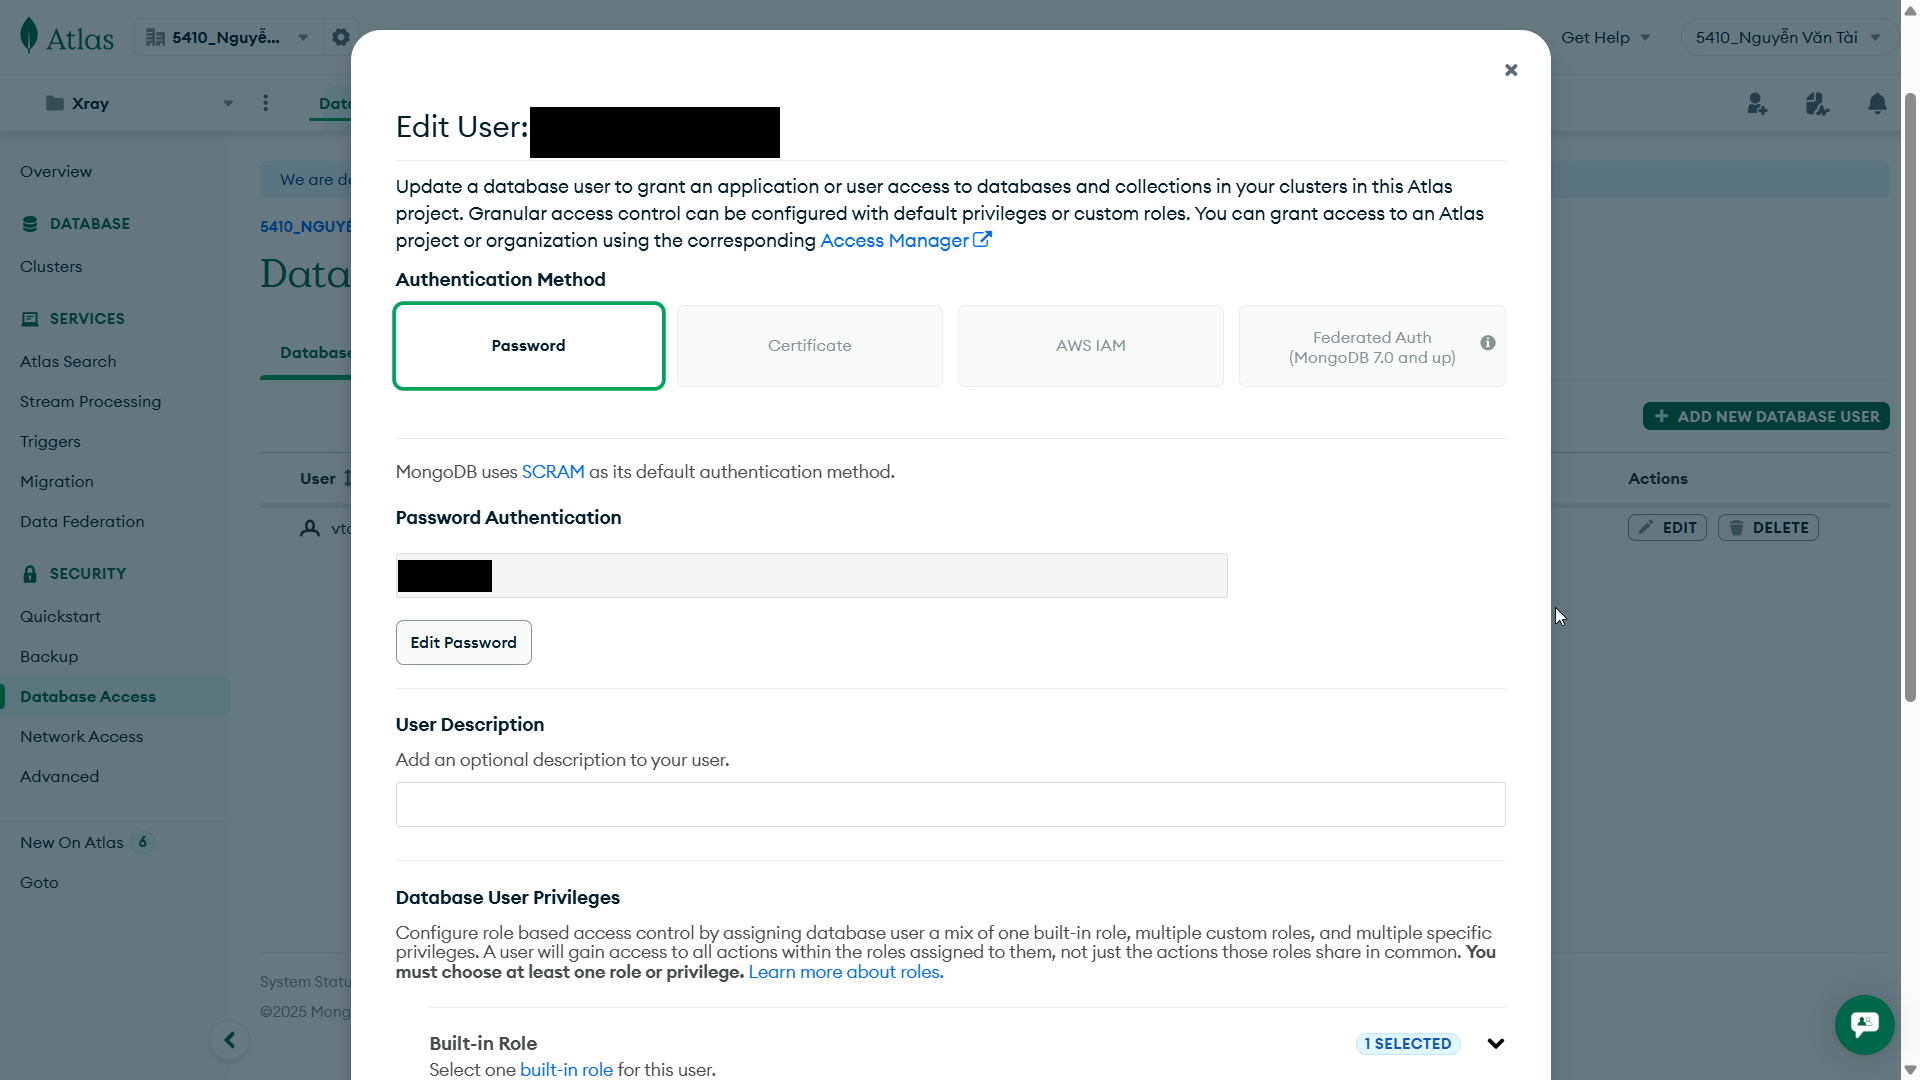 Atlas
5410_Nguyễ...
Get Help
5410_Nguyễn Văn Tài
Xray
Data
Overview
DATABASE
Clusters
SERVICES
Atlas Search
Stream Processing
Triggers
Migration
Data Federation
SECURITY
Quickstart
Backup
Database Access
Network Access
Advanced
New On Atlas 6
Goto
We are de
5410_NGUYỄ
Data
Database
+ ADD NEW DATABASE USER
User
Actions
vta
EDIT
DELETE
System Statu
©2025 Mong
Edit User:
Update a database user to grant an application or user access to databases and collections in your clusters in this Atlas
project. Granular access control can be configured with default privileges or custom roles. You can grant access to an Atlas
project or organization using the corresponding Access Manager
Authentication Method
Password
Certificate
AWS IAM
Federated Auth
(MongoDB 7.0 and up)
MongoDB uses SCRAM as its default authentication method.
Password Authentication
Edit Password
User Description
Add an optional description to your user.
Database User Privileges
Configure role based access control by assigning database user a mix of one built-in role, multiple custom roles, and multiple specific
privileges. A user will gain access to all actions within the roles assigned to them, not just the actions those roles share in common. You
must choose at least one role or privilege. Learn more about roles.
Built-in Role
1 SELECTED
Select one built-in role for this user.